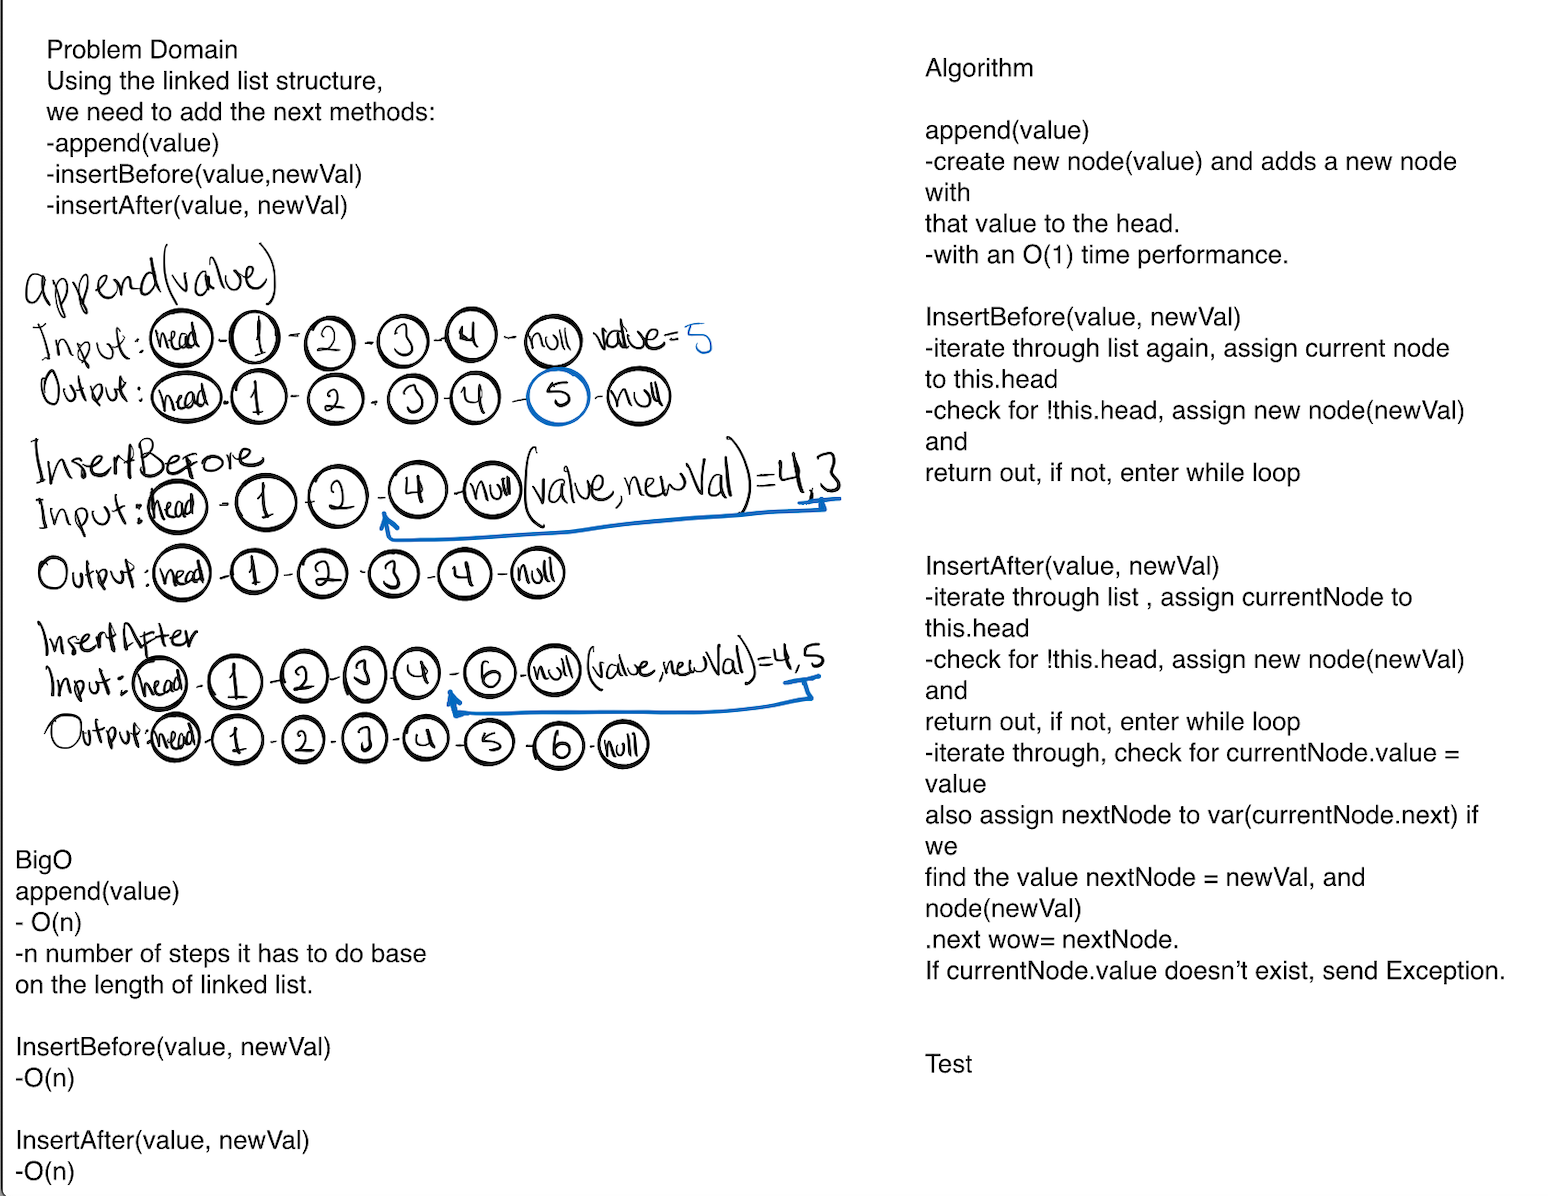 Problem Domain
Using the linked list structure,
we need to add the next methods:
-append(value)
-insertBefore(value,newVal)
-insertAfter(value, newVal)
append(value)
Input: head - 1 - 2 - 3 - 4 - null value=5
Output: head - 1 - 2 - 3 - 4 - 5 - null
InsertBefore
Input: head - 1 - 2 - 4 - null (value,newVal)=4,3
Output: head - 1 - 2 - 3 - 4 - null
InsertAfter
Input: head - 1 - 2 - 3 - 4 - 6 - null (value,newVal)=4,5
Output: head - 1 - 2 - 3 - 4 - 5 - 6 - null
BigO
append(value)
- O(n)
-n number of steps it has to do base
on the length of linked list.
InsertBefore(value, newVal)
-O(n)
InsertAfter(value, newVal)
-O(n)
Algorithm
append(value)
-create new node(value) and adds a new node
with
that value to the head.
-with an O(1) time performance.
InsertBefore(value, newVal)
-iterate through list again, assign current node
to this.head
-check for !this.head, assign new node(newVal)
and
return out, if not, enter while loop
InsertAfter(value, newVal)
-iterate through list , assign currentNode to
this.head
-check for !this.head, assign new node(newVal)
and
return out, if not, enter while loop
-iterate through, check for currentNode.value =
value
also assign nextNode to var(currentNode.next) if
we
find the value nextNode = newVal, and
node(newVal)
.next wow= nextNode.
If currentNode.value doesn’t exist, send Exception.
Test